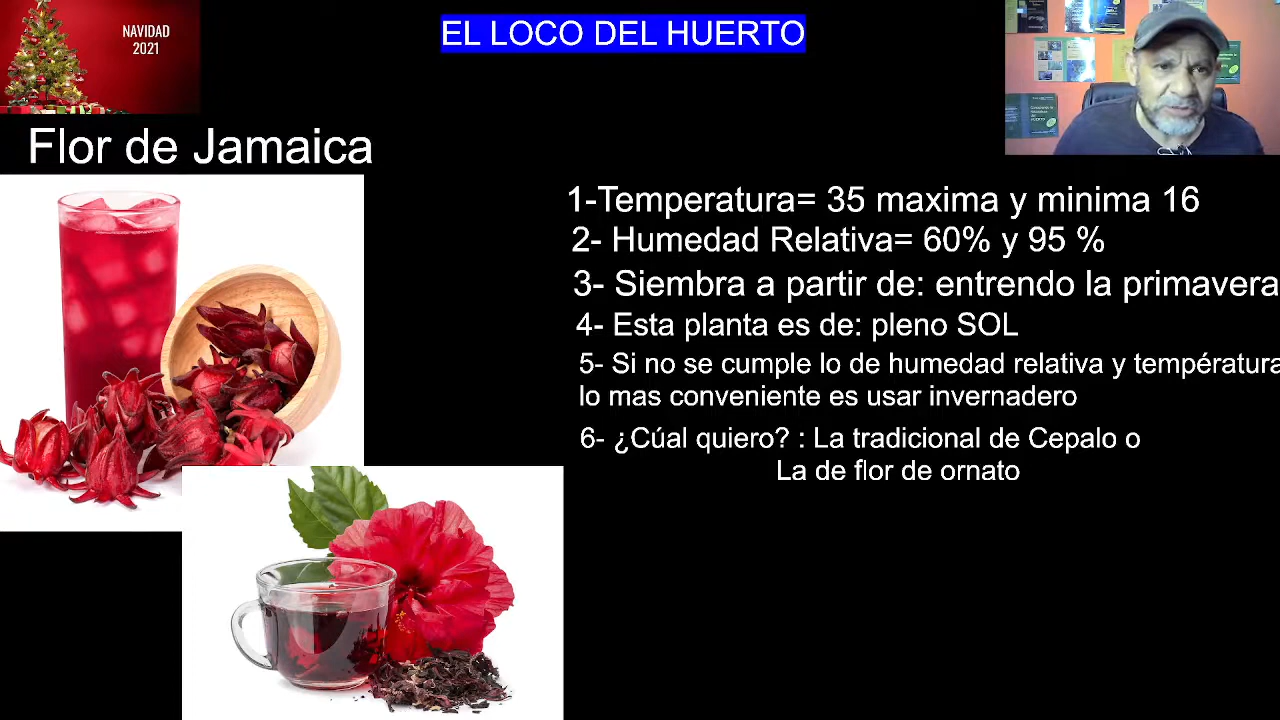 NAVIDAD
2021
EL LOCO DEL HUERTO
Flor de Jamaica
1-Temperatura= 35 maxima y minima 16
2- Humedad Relativa= 60% y 95 %
3- Siembra a partir de: entrendo la primavera
4- Esta planta es de: pleno SOL
5- Si no se cumple lo de humedad relativa y température
lo mas conveniente es usar invernadero
6- ¿Cúal quiero? : La tradicional de Cepalo o
La de flor de ornato